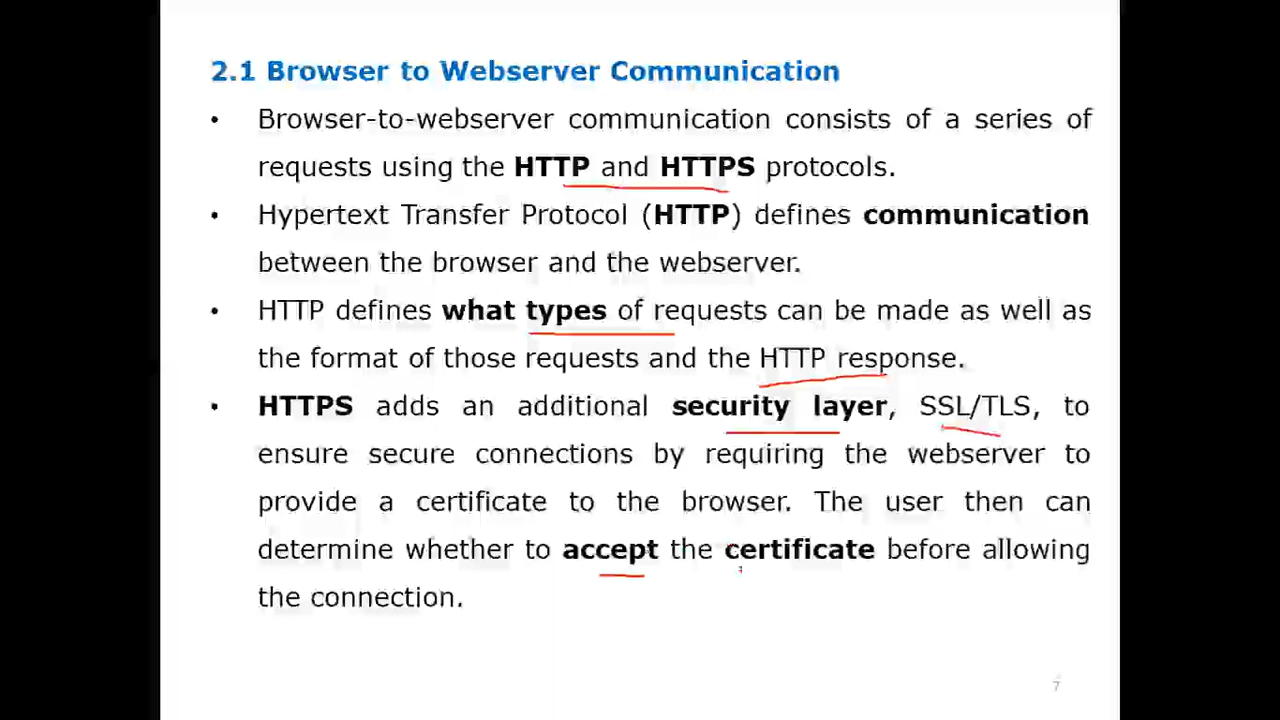 2.1 Browser to Webserver Communication
• Browser-to-webserver communication consists of a series of
requests using the HTTP and HTTPS protocols.
• Hypertext Transfer Protocol (HTTP) defines communication
between the browser and the webserver.
• HTTP defines what types of requests can be made as well as
the format of those requests and the HTTP response.
• HTTPS adds an additional security layer, SSL/TLS, to
ensure secure connections by requiring the webserver to
provide a certificate to the browser. The user then can
determine whether to accept the certificate before allowing
the connection.
7